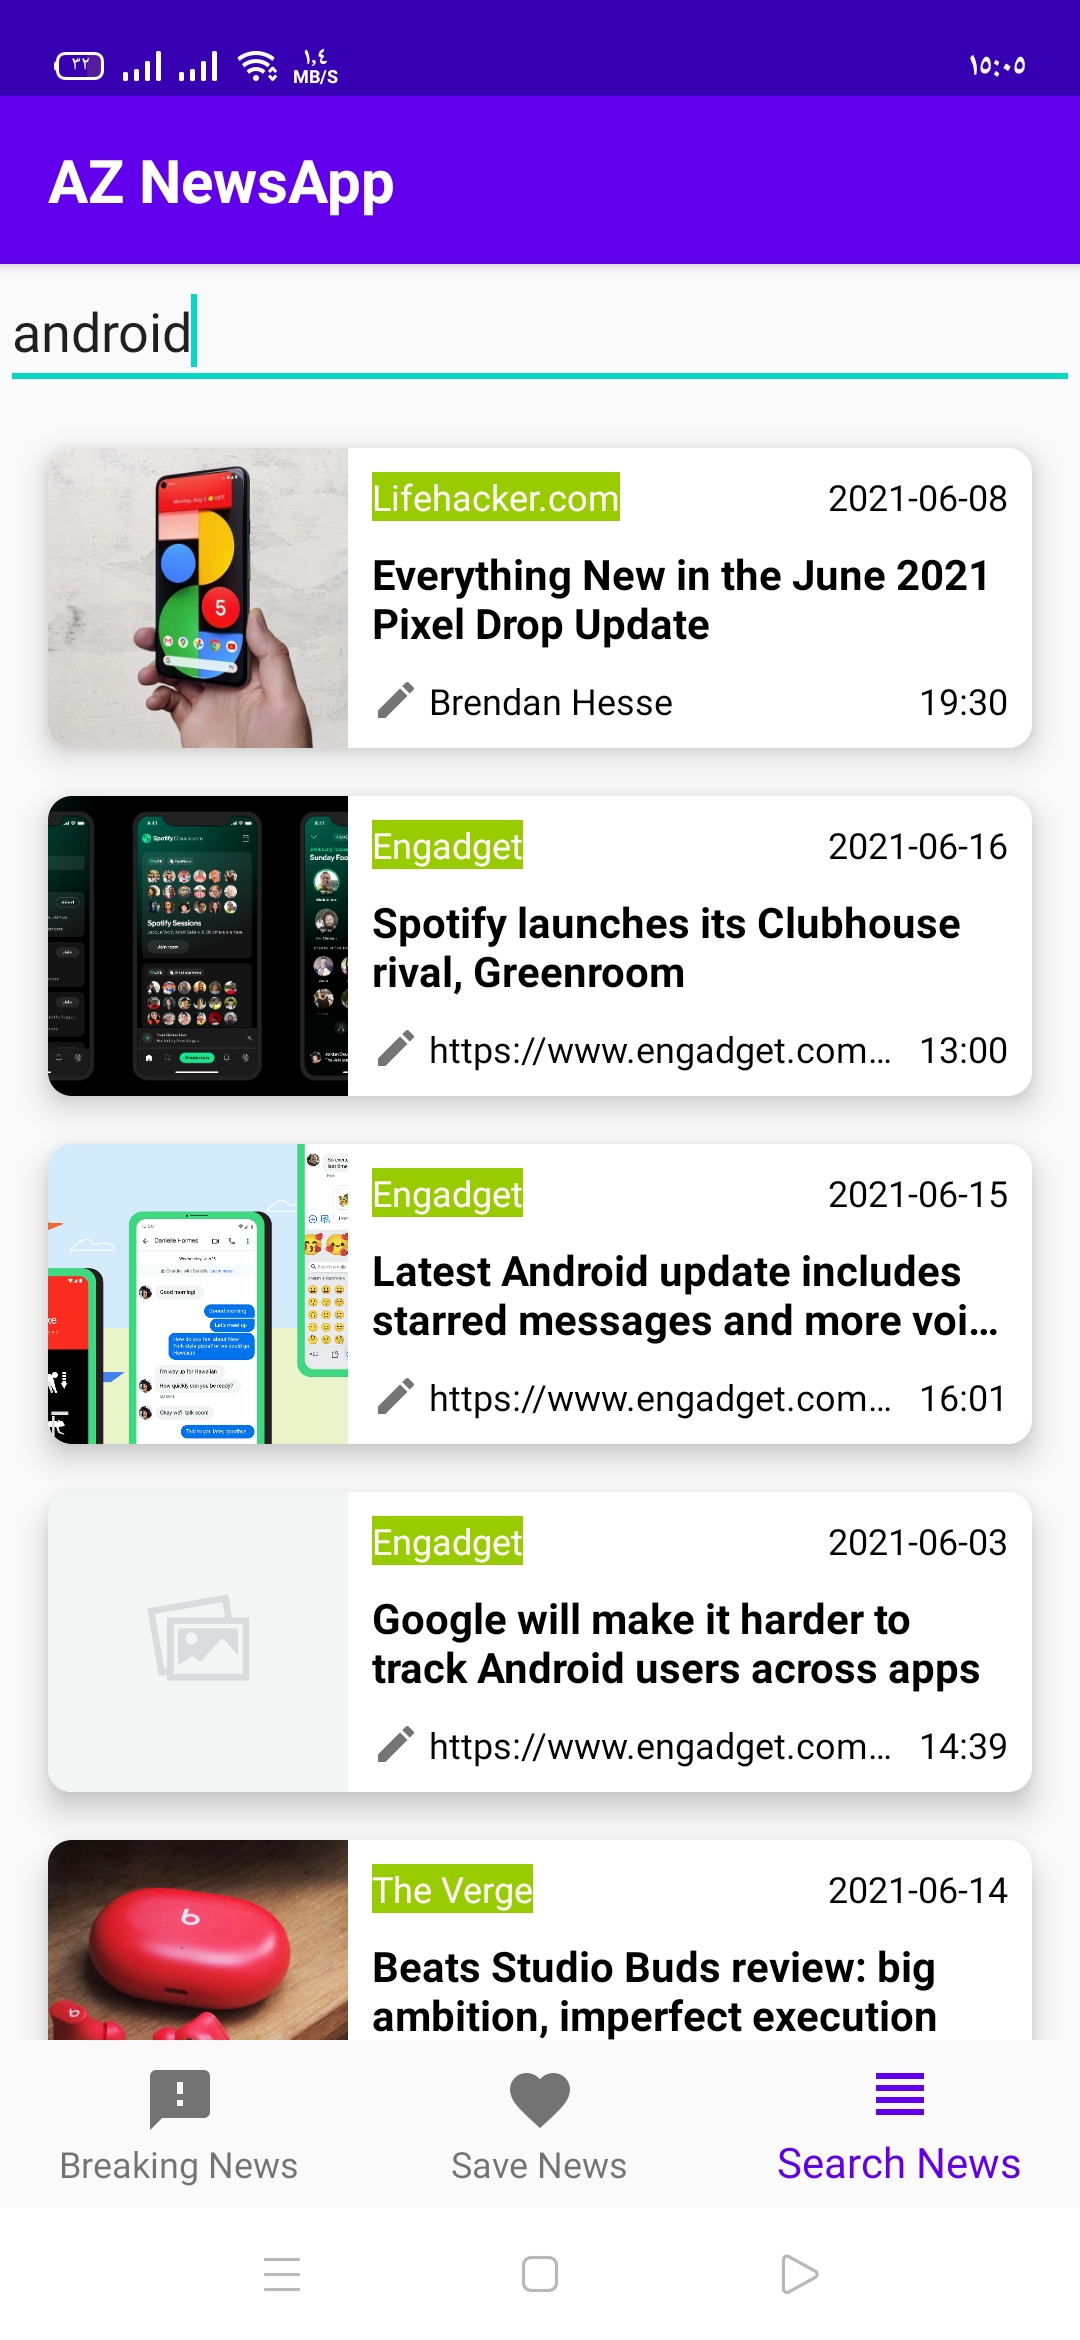 ٣٢
١,٤
MB/S
١٥:٠٥
AZ NewsApp
android
Lifehacker.com 2021-06-08
Everything New in the June 2021
Pixel Drop Update
Brendan Hesse 19:30
Engadget 2021-06-16
Spotify launches its Clubhouse
rival, Greenroom
https://www.engadget.com... 13:00
Engadget 2021-06-15
Latest Android update includes
starred messages and more voi...
https://www.engadget.com... 16:01
Engadget 2021-06-03
Google will make it harder to
track Android users across apps
https://www.engadget.com... 14:39
The Verge 2021-06-14
Beats Studio Buds review: big
ambition, imperfect execution
Breaking News
Save News
Search News